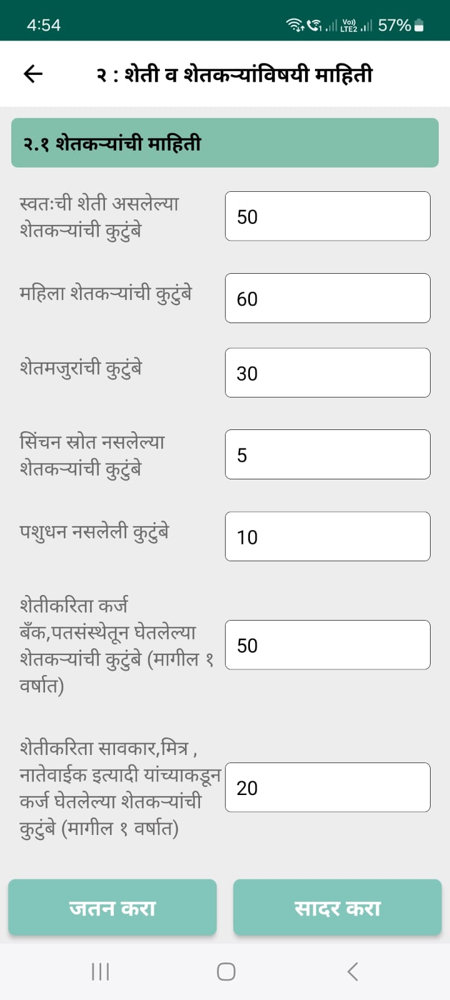 4:54
Vo)) LTE2 57%
२ : शेती व शेतकऱ्यांविषयी माहिती
२.१ शेतकऱ्यांची माहिती
स्वतःची शेती असलेल्या
शेतकऱ्यांची कुटुंबे
50
महिला शेतकऱ्यांची कुटुंबे
60
शेतमजुरांची कुटुंबे
30
सिंचन स्रोत नसलेल्या
शेतकऱ्यांची कुटुंबे
5
पशुधन नसलेली कुटुंबे
10
शेतीकरिता कर्ज
बँक,पतसंस्थेतून घेतलेल्या
शेतकऱ्यांची कुटुंबे (मागील १
वर्षात)
50
शेतीकरिता सावकार,मित्र ,
नातेवाईक इत्यादी यांच्याकडून
कर्ज घेतलेल्या शेतकऱ्यांची
कुटुंबे (मागील १ वर्षात)
20
जतन करा
सादर करा